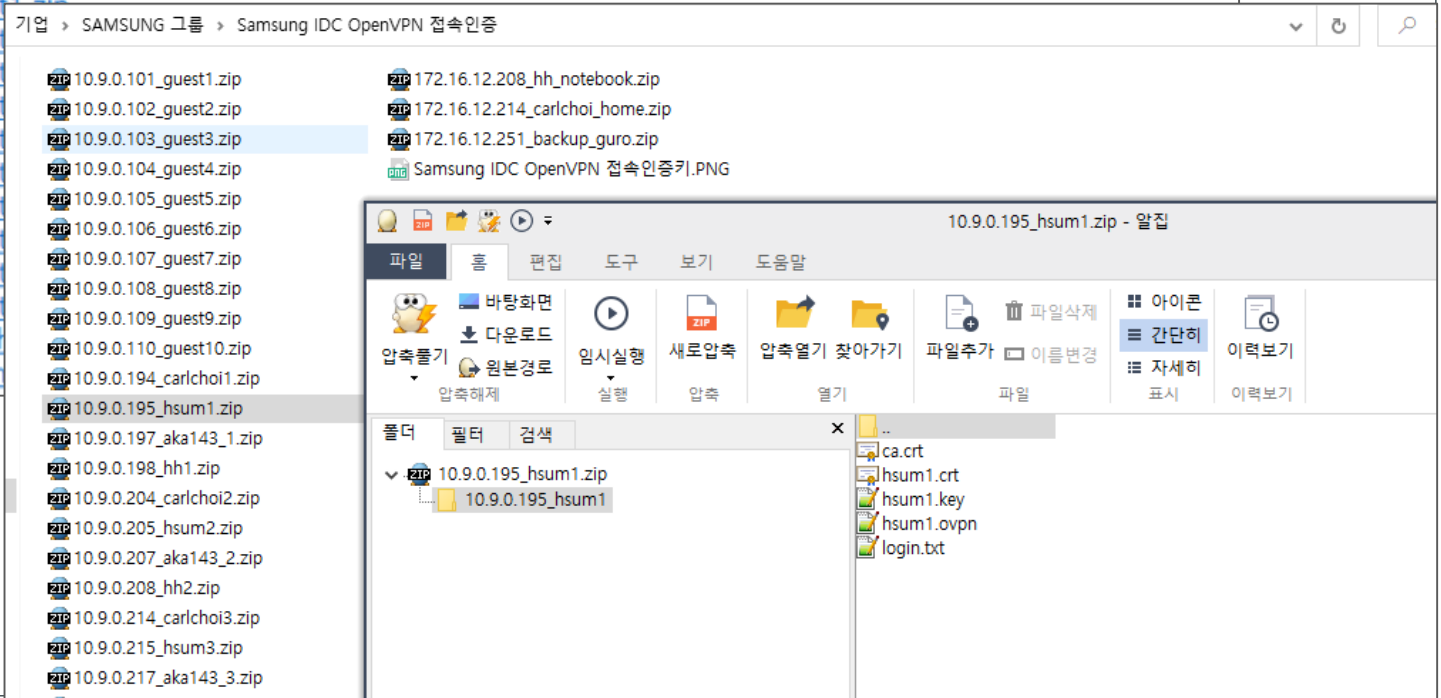 기업 › SAMSUNG 그룹 › Samsung IDC OpenVPN 접속인증
10.9.0.101_guest1.zip
10.9.0.102_guest2.zip
10.9.0.103_guest3.zip
10.9.0.104_guest4.zip
10.9.0.105_guest5.zip
10.9.0.106_guest6.zip
10.9.0.107_guest7.zip
10.9.0.108_guest8.zip
10.9.0.109_guest9.zip
10.9.0.110_guest10.zip
10.9.0.194_carlchoi1.zip
10.9.0.195_hsum1.zip
10.9.0.197_aka143_1.zip
10.9.0.198_hh1.zip
10.9.0.204_carlchoi2.zip
10.9.0.205_hsum2.zip
10.9.0.207_aka143_2.zip
10.9.0.208_hh2.zip
10.9.0.214_carlchoi3.zip
10.9.0.215_hsum3.zip
10.9.0.217_aka143_3.zip
172.16.12.208_hh_notebook.zip
172.16.12.214_carlchoi_home.zip
172.16.12.251_backup_guro.zip
Samsung IDC OpenVPN 접속인증키.PNG
10.9.0.195_hsum1.zip - 알집
파일 홈 편집 도구 보기 도움말
압축풀기
바탕화면
다운로드
원본경로
압축해제
임시실행
실행
ZIP
새로압축
압축
압축열기 찾아가기
열기
파일추가
파일삭제
이름변경
파일
아이콘
간단히
자세히
표시
이력보기
이력보기
폴더 필터 검색
10.9.0.195_hsum1.zip
10.9.0.195_hsum1
..
ca.crt
hsum1.crt
hsum1.key
hsum1.ovpn
login.txt